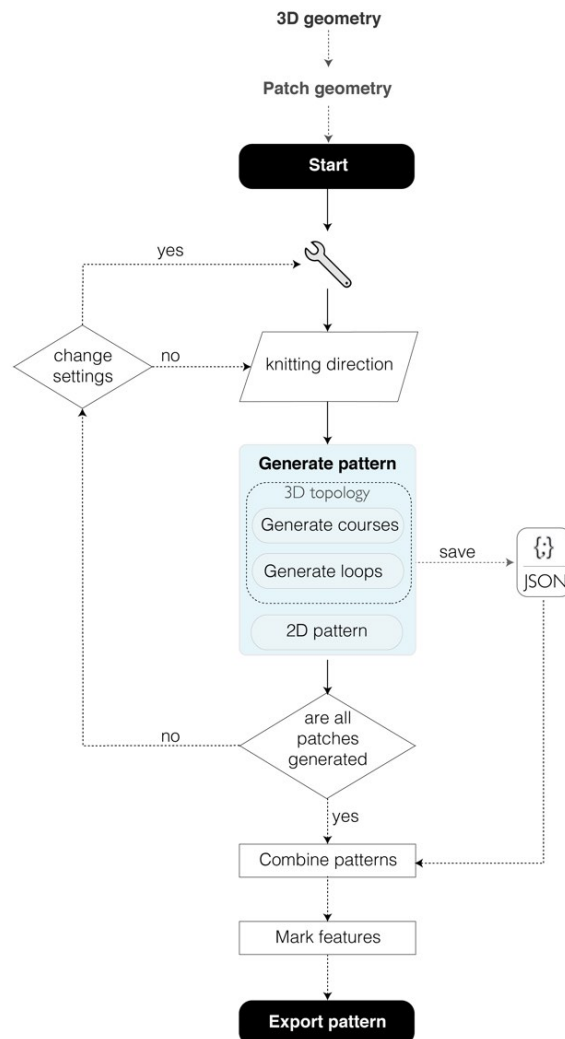 3D geometry
Patch geometry
Start
yes
change
settings
no
knitting direction
Generate pattern
3D topology
Generate courses
Generate loops
2D pattern
save
{;}
JSON
no
are all
patches
generated
yes
Combine patterns
Mark features
Export pattern